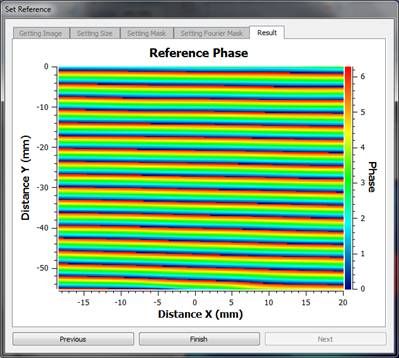 Set Reference
Getting Image Setting Size Setting Mask Setting Fourier Mask Result
Reference Phase
0
-10
-20
-30
-40
-50
Distance Y (mm)
-15 -10 -5 0 5 10 15 20
Distance X (mm)
6
5
4
3
2
1
0
Phase
Previous Finish Next